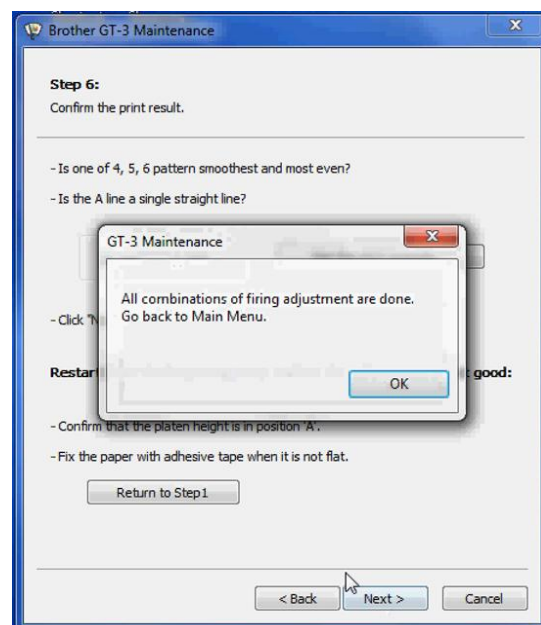 Brother GT-3 Maintenance
Step 6:
Confirm the print result.
- Is one of 4, 5, 6 pattern smoothest and most even?
- Is the A line a single straight line?
GT-3 Maintenance
All combinations of firing adjustment are done.
Go back to Main Menu.
- Click "N
Restar
good:
OK
- Confirm that the platen height is in position 'A'.
- Fix the paper with adhesive tape when it is not flat.
Return to Step1
< Back Next > Cancel